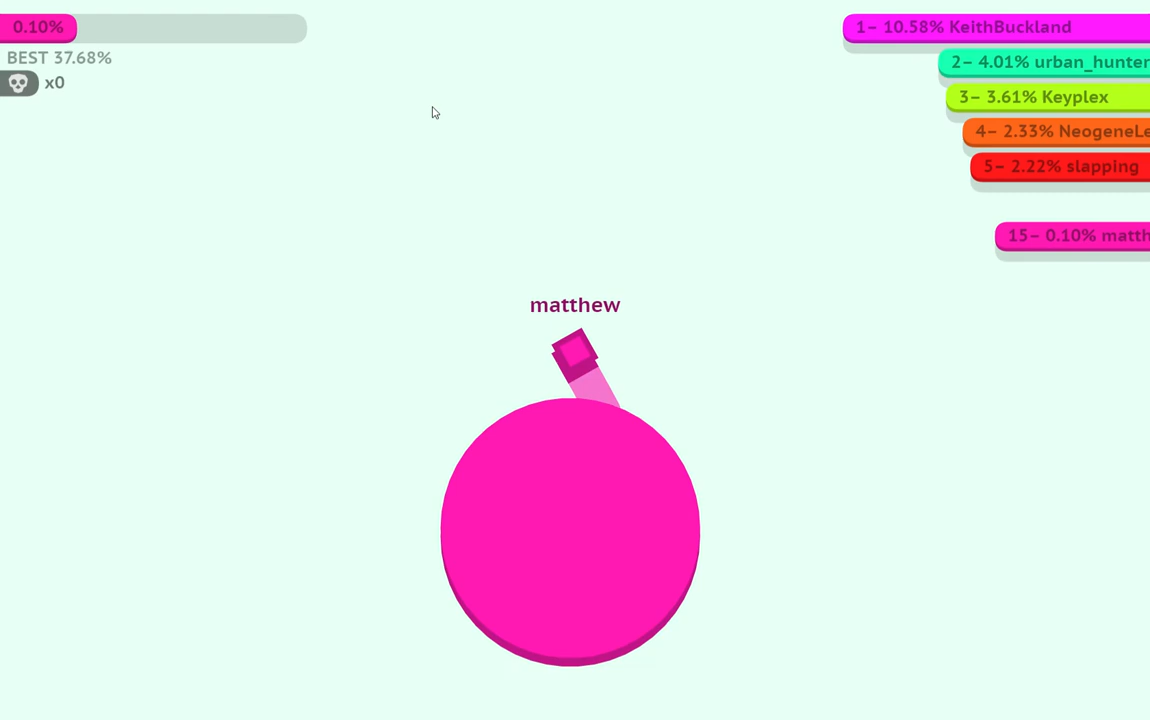 0.10%
BEST 37.68%
x0
1– 10.58% KeithBuckland
2– 4.01% urban_hunter
3– 3.61% Keyplex
4– 2.33% NeogeneLe
5– 2.22% slapping
15– 0.10% matth
matthew